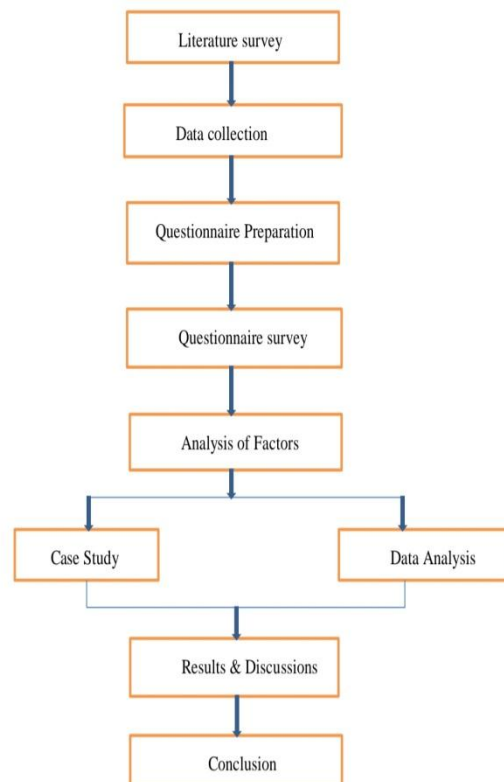 Literature survey
Data collection
Questionnaire Preparation
Questionnaire survey
Analysis of Factors
Case Study
Data Analysis
Results & Discussions
Conclusion